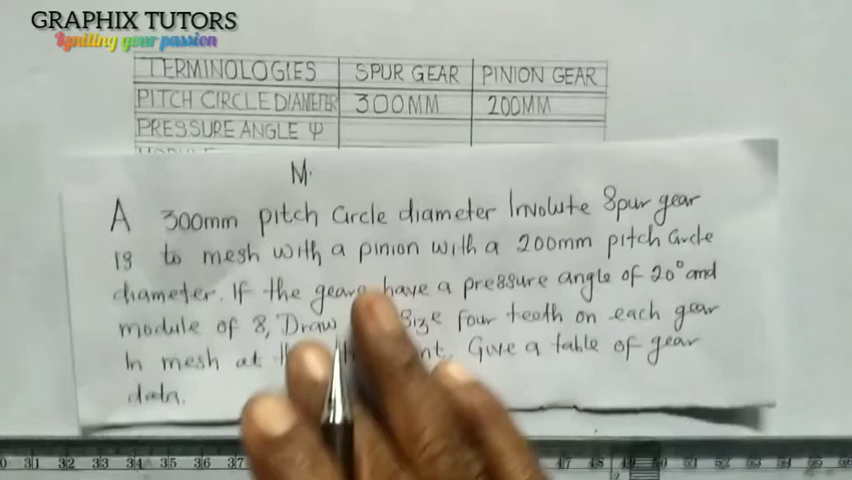 GRAPHIX TUTORS
Igniting your passion
TERMINOLOGIES SPUR GEAR PINION GEAR
PITCH CIRCLE DIAMETER 300MM 200MM
PRESSURE ANGLE Ψ
M.
A 300mm pitch circle diameter Involute Spur gear
is to mesh with a pinion with a 200mm pitch circle
diameter. If the gears have a pressure angle of 20° and
module of 8, Draw Size four teeth on each gear
In mesh at Give a table of gear
data.
0 31 32 33 34 35 36 37 47 48 49 50 51 52 53 54